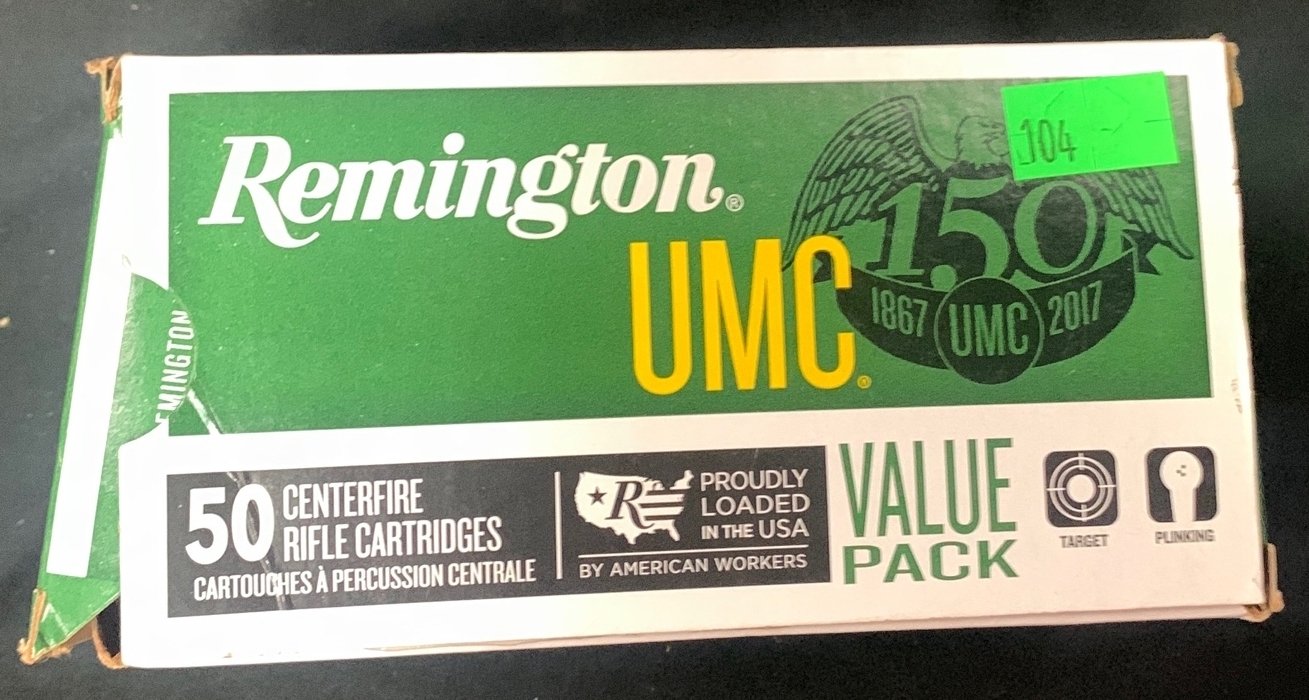 Remington®
UMC®
104
150
1867 UMC 2017
EMINGTON
50 CENTERFIRE
RIFLE CARTRIDGES
CARTOUCHES À PERCUSSION CENTRALE
R
PROUDLY
LOADED
IN THE USA
BY AMERICAN WORKERS
VALUE
PACK
TARGET
PLINKING